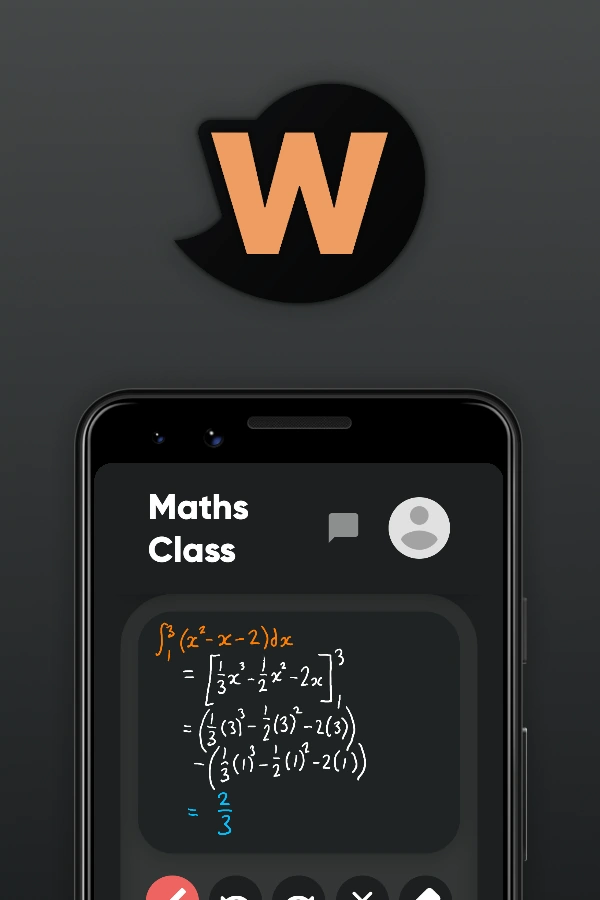 W
Maths
Class
∫₁³(x²-x-2)dx
= [⅓x³-½x²-2x]₁³
= (⅓(3)³-½(3)²-2(3))
-(⅓(1)³-½(1)²-2(1))
= 2/3